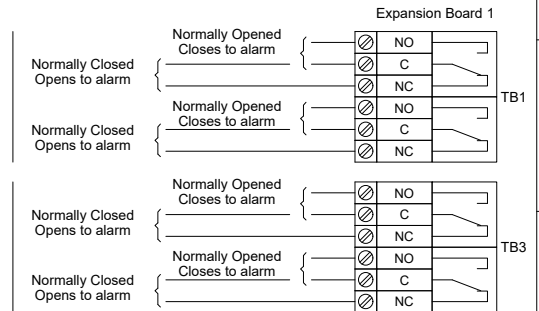 Expansion Board 1
Normally Opened
Closes to alarm
NO
Normally Closed
Opens to alarm
C
NC
TB1
Normally Opened
Closes to alarm
NO
Normally Closed
Opens to alarm
C
NC
Normally Opened
Closes to alarm
NO
Normally Closed
Opens to alarm
C
NC
TB3
Normally Opened
Closes to alarm
NO
Normally Closed
Opens to alarm
C
NC